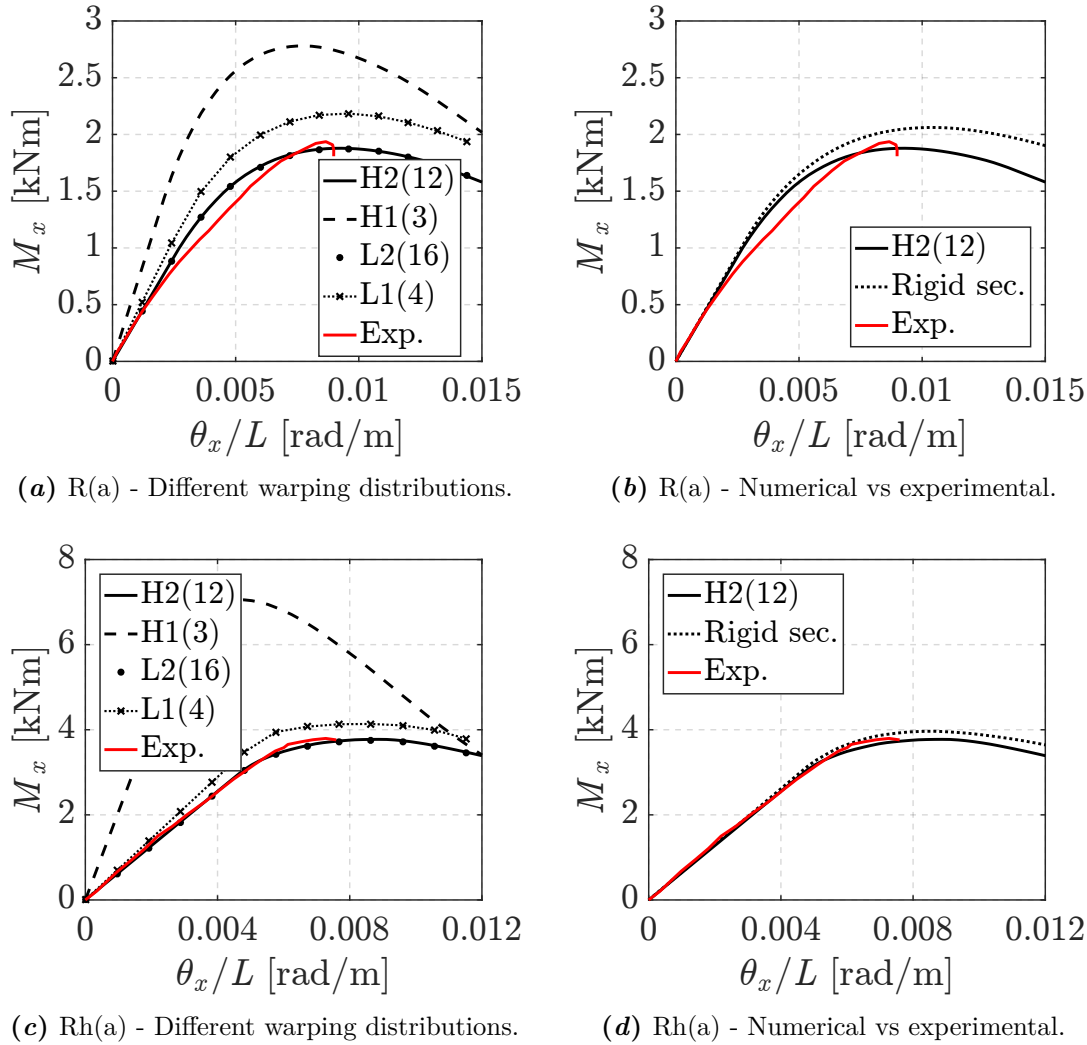 3
2.5
2
1.5
1
0.5
0
M_x [kNm]
0 0.005 0.01 0.015
θ_x/L [rad/m]
H2(12)
H1(3)
L2(16)
L1(4)
Exp.
(a) R(a) - Different warping distributions.
3
2.5
2
1.5
1
0.5
0
M_x [kNm]
0 0.005 0.01 0.015
θ_x/L [rad/m]
H2(12)
Rigid sec.
Exp.
(b) R(a) - Numerical vs experimental.
8
6
4
2
0
M_x [kNm]
0 0.004 0.008 0.012
θ_x/L [rad/m]
H2(12)
H1(3)
L2(16)
L1(4)
Exp.
(c) Rh(a) - Different warping distributions.
8
6
4
2
0
M_x [kNm]
0 0.004 0.008 0.012
θ_x/L [rad/m]
H2(12)
Rigid sec.
Exp.
(d) Rh(a) - Numerical vs experimental.